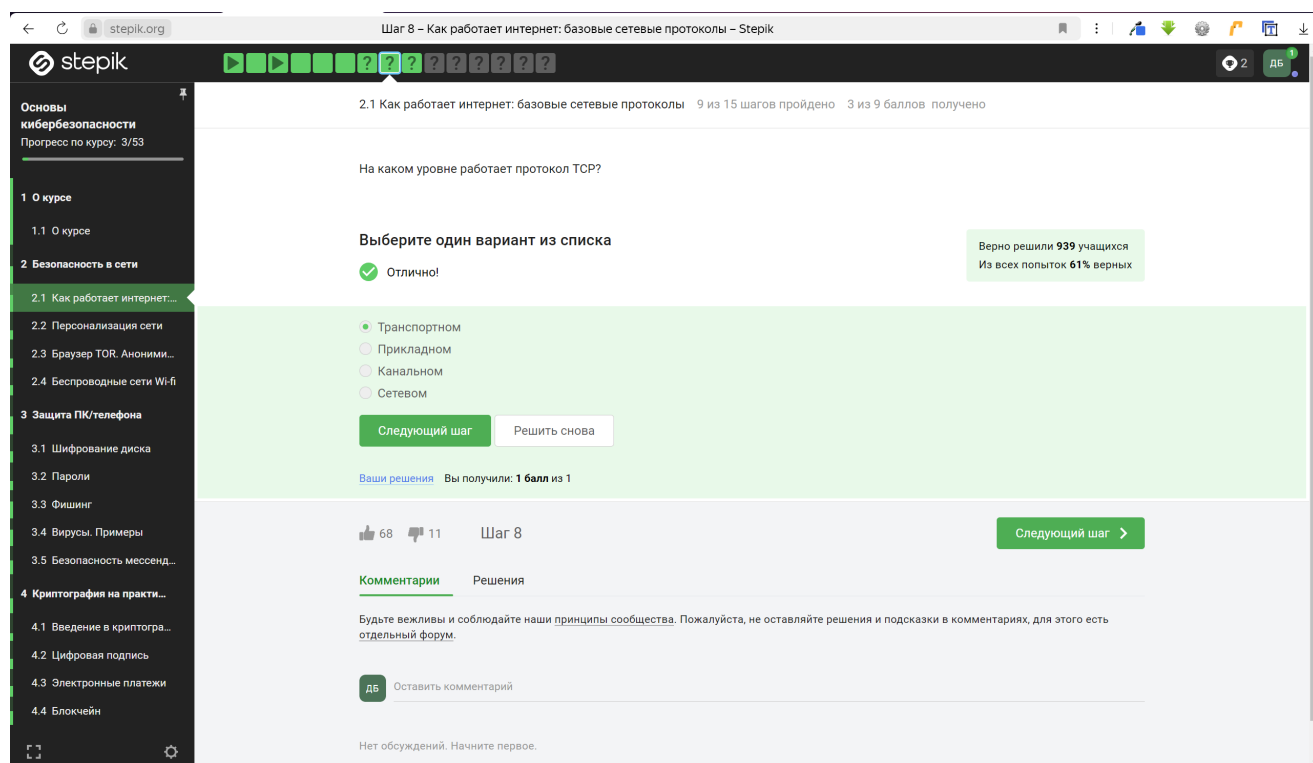 stepik.org
Шаг 8 – Как работает интернет: базовые сетевые протоколы – Stepik
stepik
? ? ? ? ? ? ? ? ?
2
ДБ
1
Основы
кибербезопасности
Прогресс по курсу: 3/53
1 О курсе
1.1 О курсе
2 Безопасность в сети
2.1 Как работает интернет:...
2.2 Персонализация сети
2.3 Браузер TOR. Аноними...
2.4 Беспроводные сети Wi-fi
3 Защита ПК/телефона
3.1 Шифрование диска
3.2 Пароли
3.3 Фишинг
3.4 Вирусы. Примеры
3.5 Безопасность мессенд...
4 Криптография на практи...
4.1 Введение в криптогра...
4.2 Цифровая подпись
4.3 Электронные платежи
4.4 Блокчейн
2.1 Как работает интернет: базовые сетевые протоколы 9 из 15 шагов пройдено 3 из 9 баллов получено
На каком уровне работает протокол TCP?
Выберите один вариант из списка
Отлично!
Верно решили 939 учащихся
Из всех попыток 61% верных
Транспортном
Прикладном
Канальном
Сетевом
Следующий шаг Решить снова
Ваши решения Вы получили: 1 балл из 1
68 11 Шаг 8 Следующий шаг
Комментарии Решения
Будьте вежливы и соблюдайте наши принципы сообщества. Пожалуйста, не оставляйте решения и подсказки в комментариях, для этого есть
отдельный форум.
ДБ Оставить комментарий
Нет обсуждений. Начните первое.